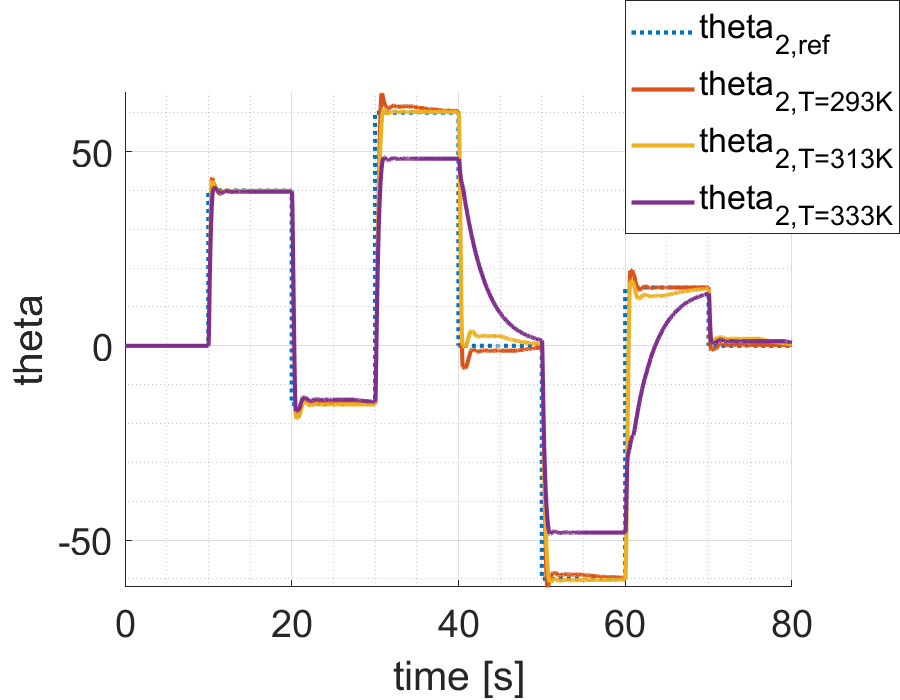 theta2,ref
theta2,T=293K
theta2,T=313K
theta2,T=333K
50
0
-50
theta
0 20 40 60 80
time [s]